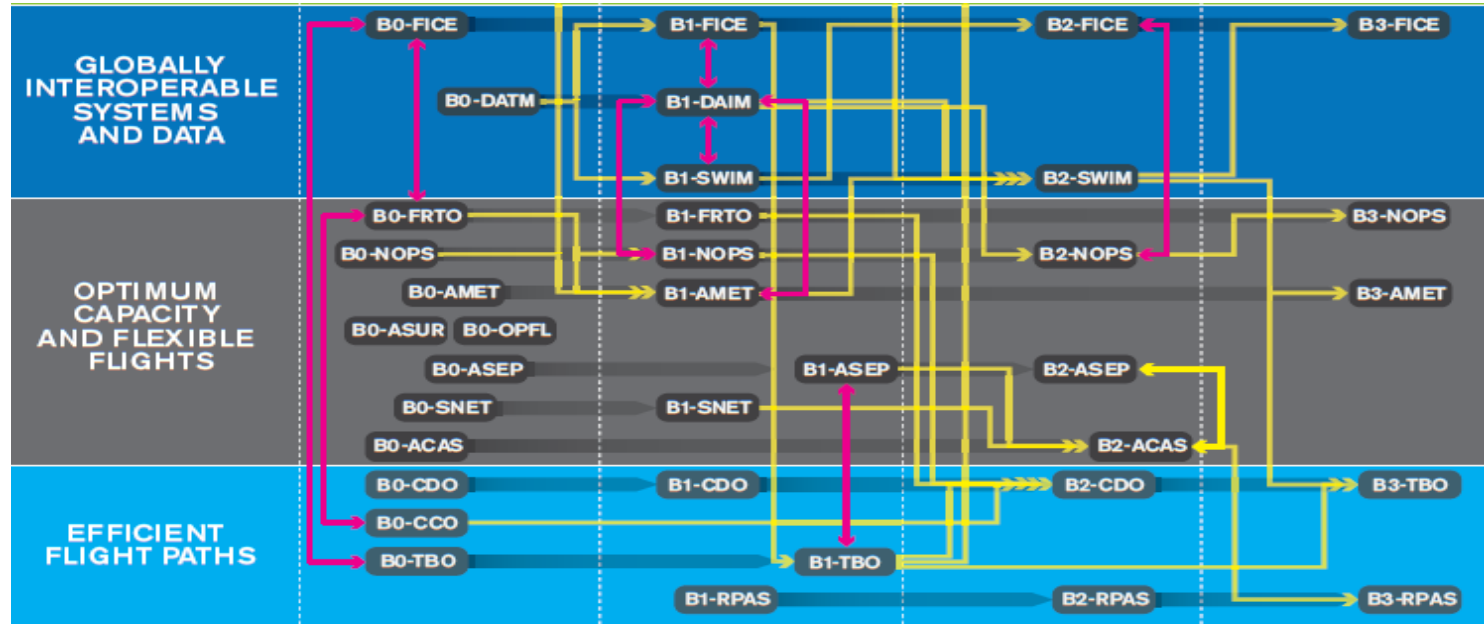 B0-FICE B1-FICE B2-FICE B3-FICE
GLOBALLY
INTEROPERABLE
SYSTEMS
AND DATA
B0-DATM B1-DAIM
B1-SWIM B2-SWIM
B0-FRTO B1-FRTO B3-NOPS
B0-NOPS B1-NOPS B2-NOPS
OPTIMUM
CAPACITY
AND FLEXIBLE
FLIGHTS
B0-AMET B1-AMET B3-AMET
B0-ASUR B0-OPFL
B0-ASEP B1-ASEP B2-ASEP
B0-SNET B1-SNET
B0-ACAS B2-ACAS
B0-CDO B1-CDO B2-CDO B3-TBO
EFFICIENT
FLIGHT PATHS
B0-CCO
B0-TBO B1-TBO
B1-RPAS B2-RPAS B3-RPAS